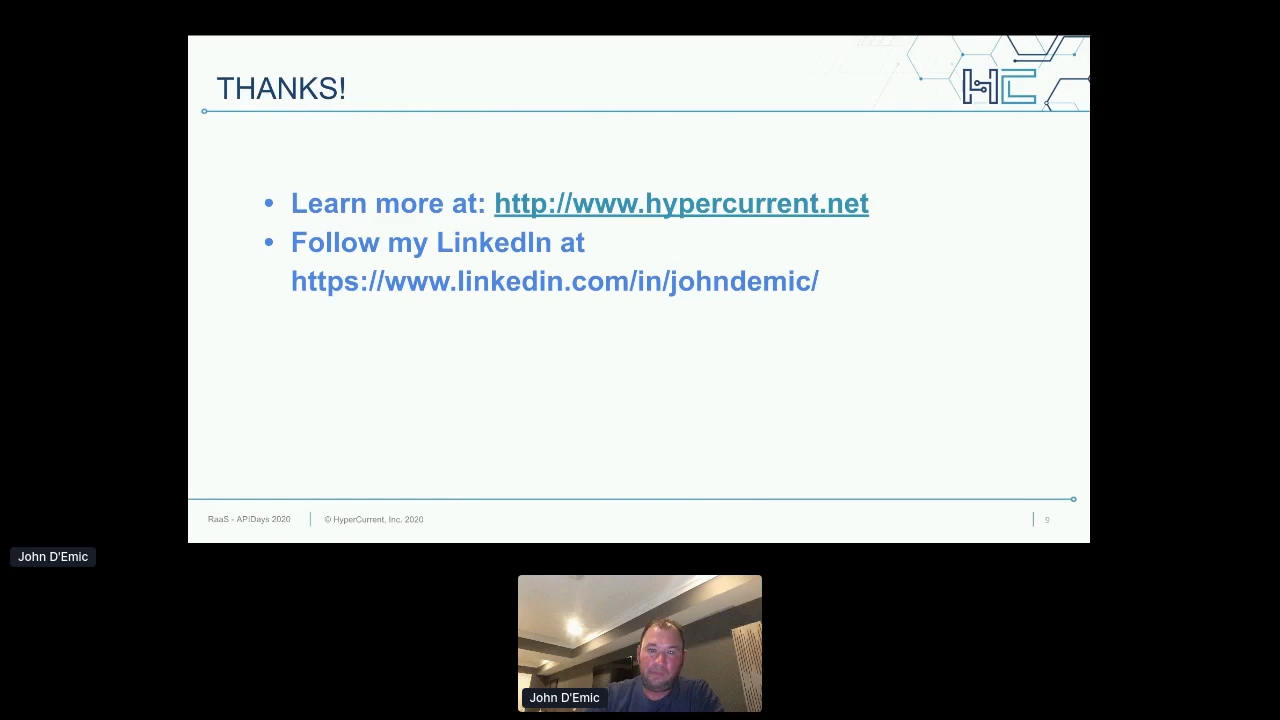 THANKS!
HC
• Learn more at: http://www.hypercurrent.net
• Follow my LinkedIn at
https://www.linkedin.com/in/johndemic/
RaaS - APIDays 2020
© HyperCurrent, Inc. 2020
9
John D'Emic
John D'Emic